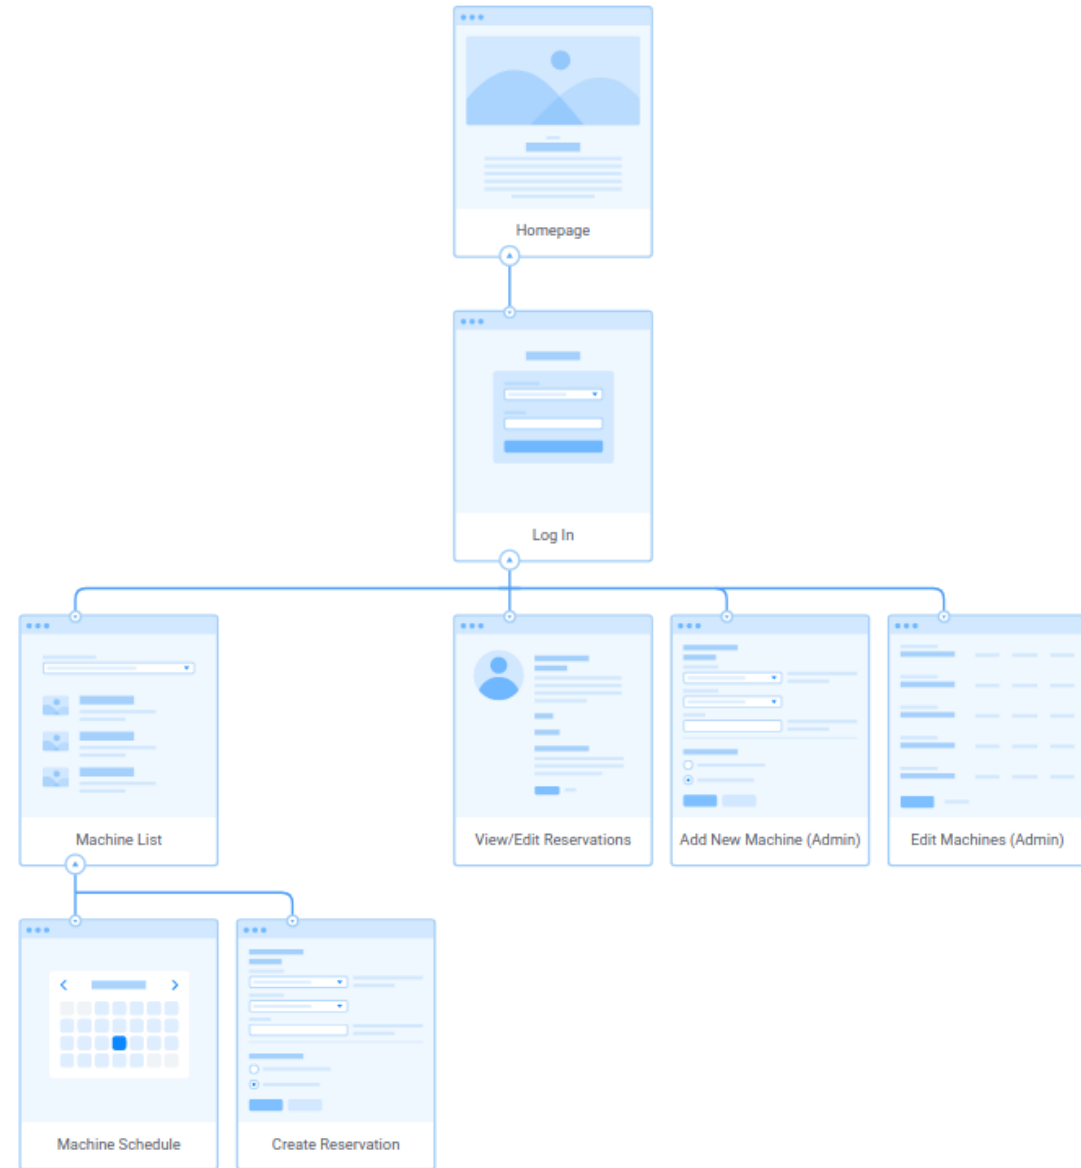 Homepage
Log In
Machine List
View/Edit Reservations
Add New Machine (Admin)
Edit Machines (Admin)
Machine Schedule
Create Reservation